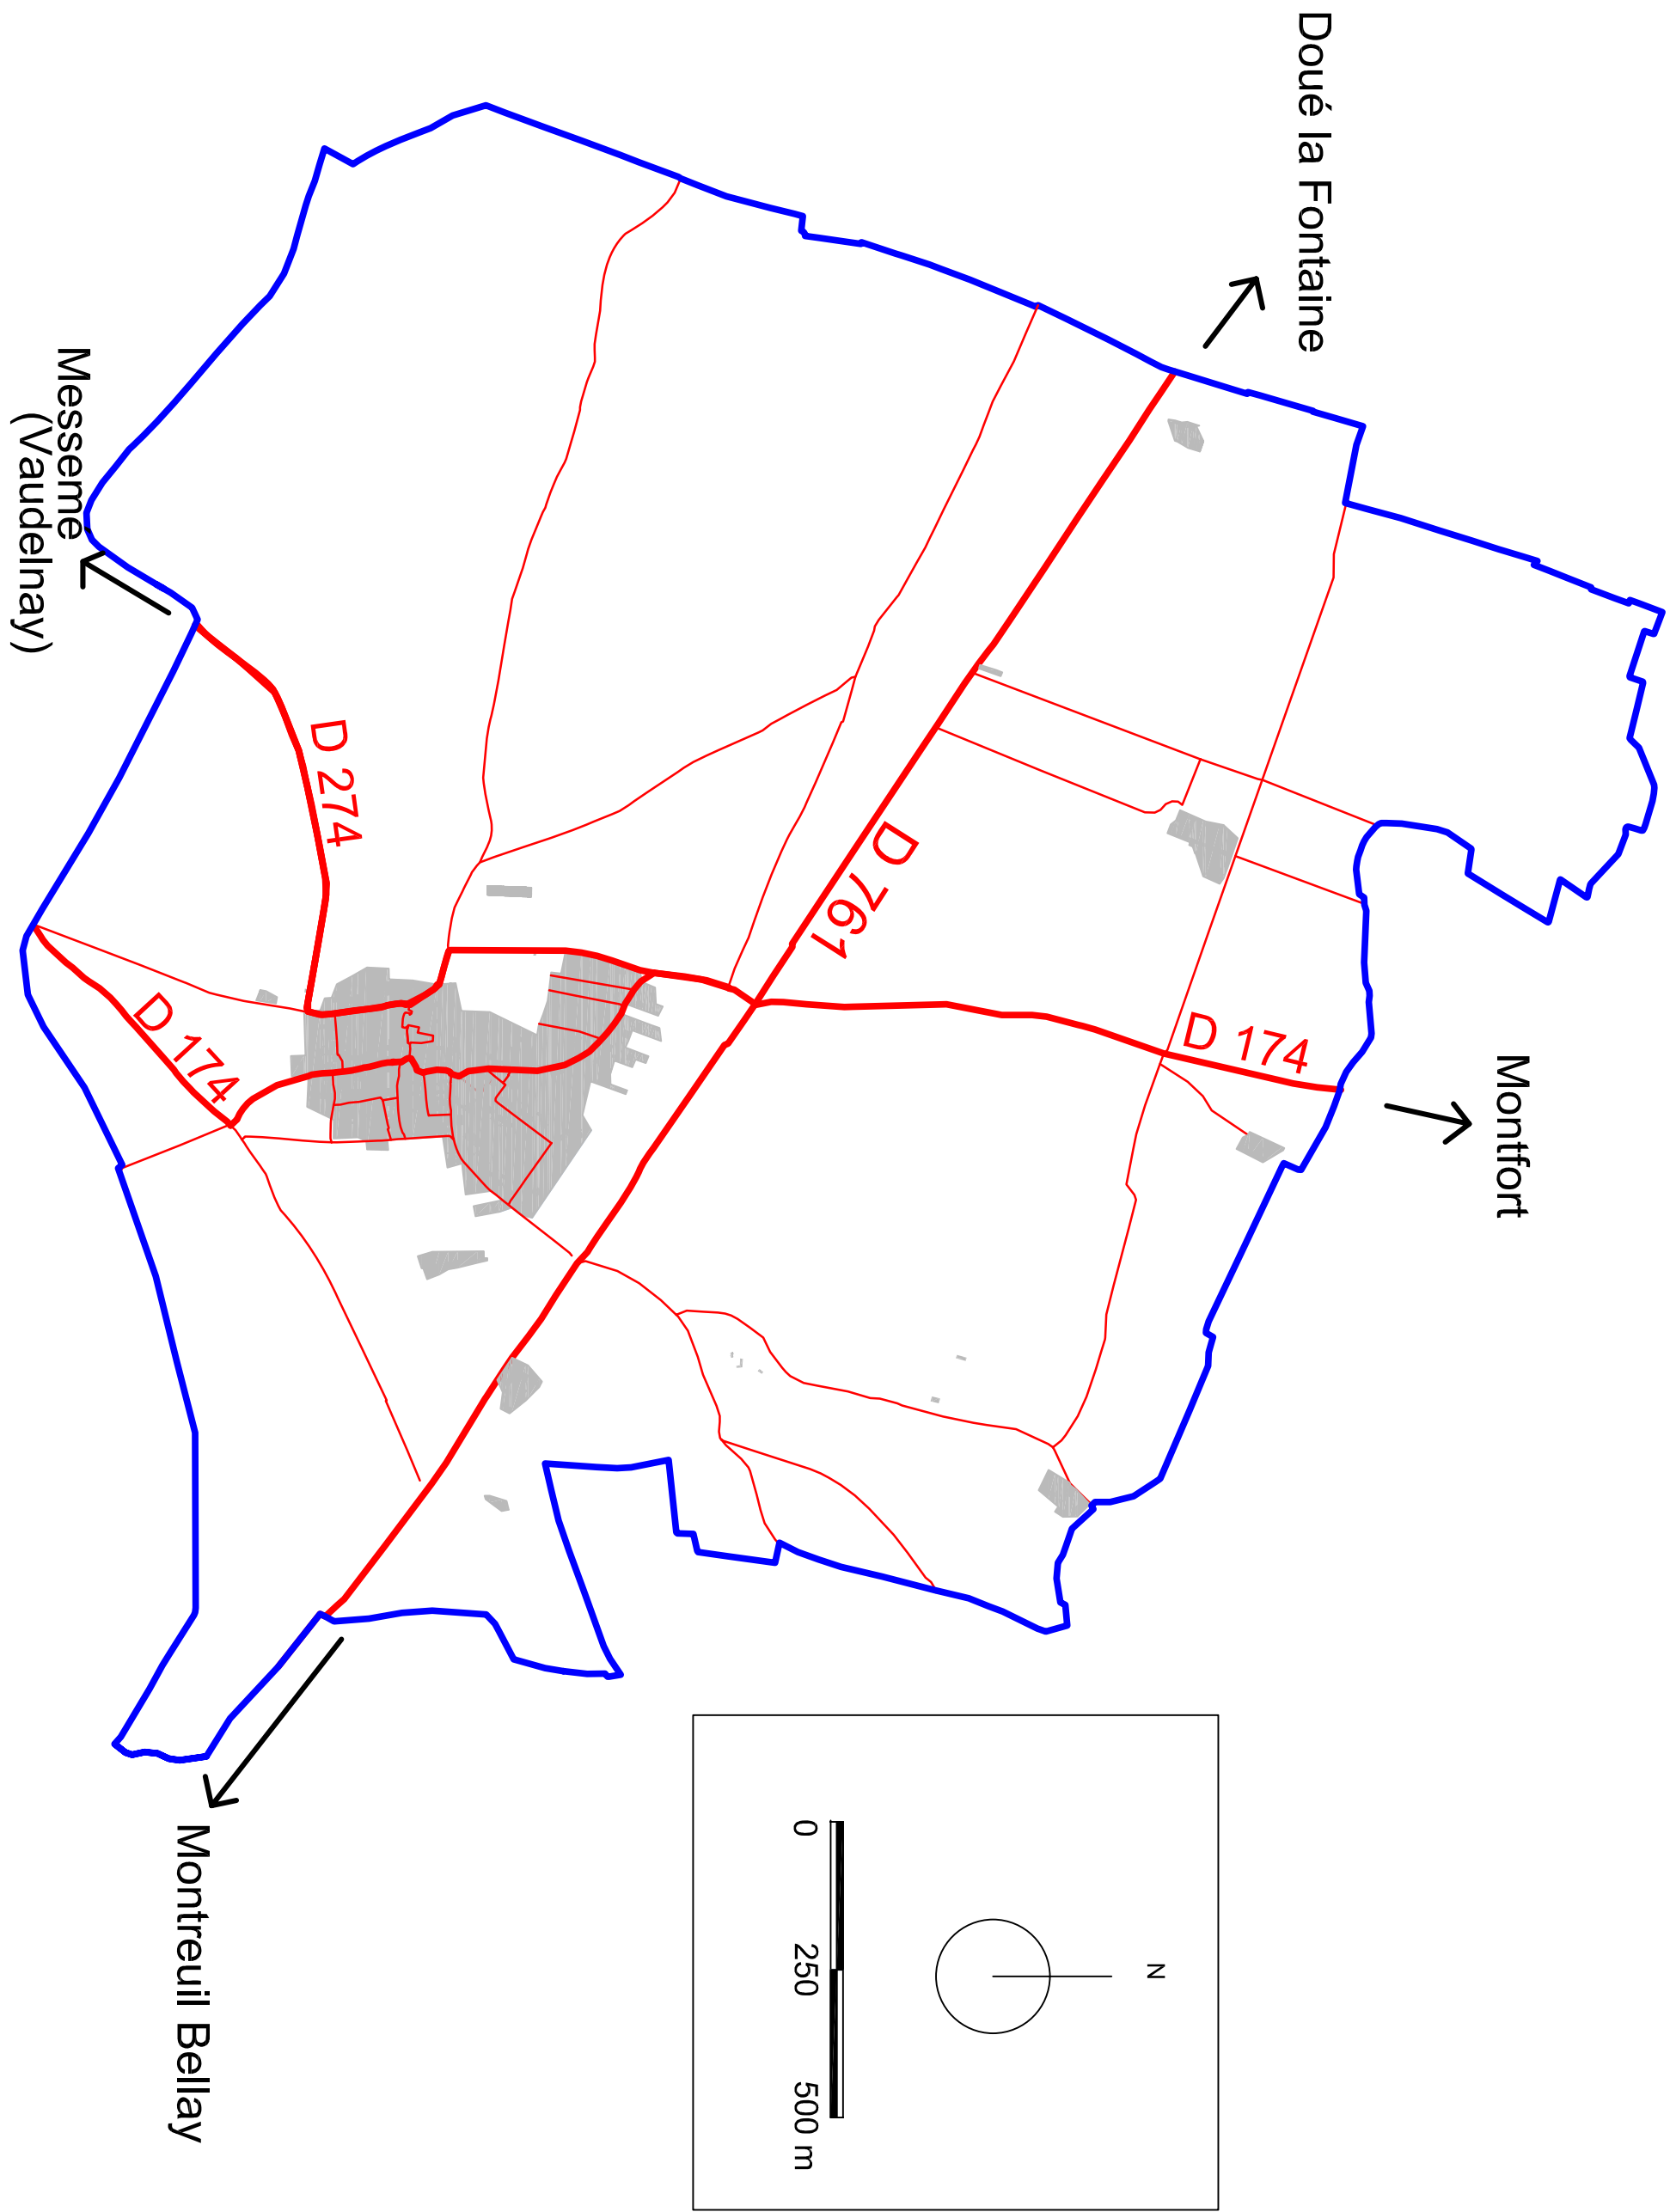 Doué la Fontaine
Montfort
D 174
D 761
D 274
D 174
Messeme
(Vaudelnay)
Montreuil Bellay
N
0 250 500 m